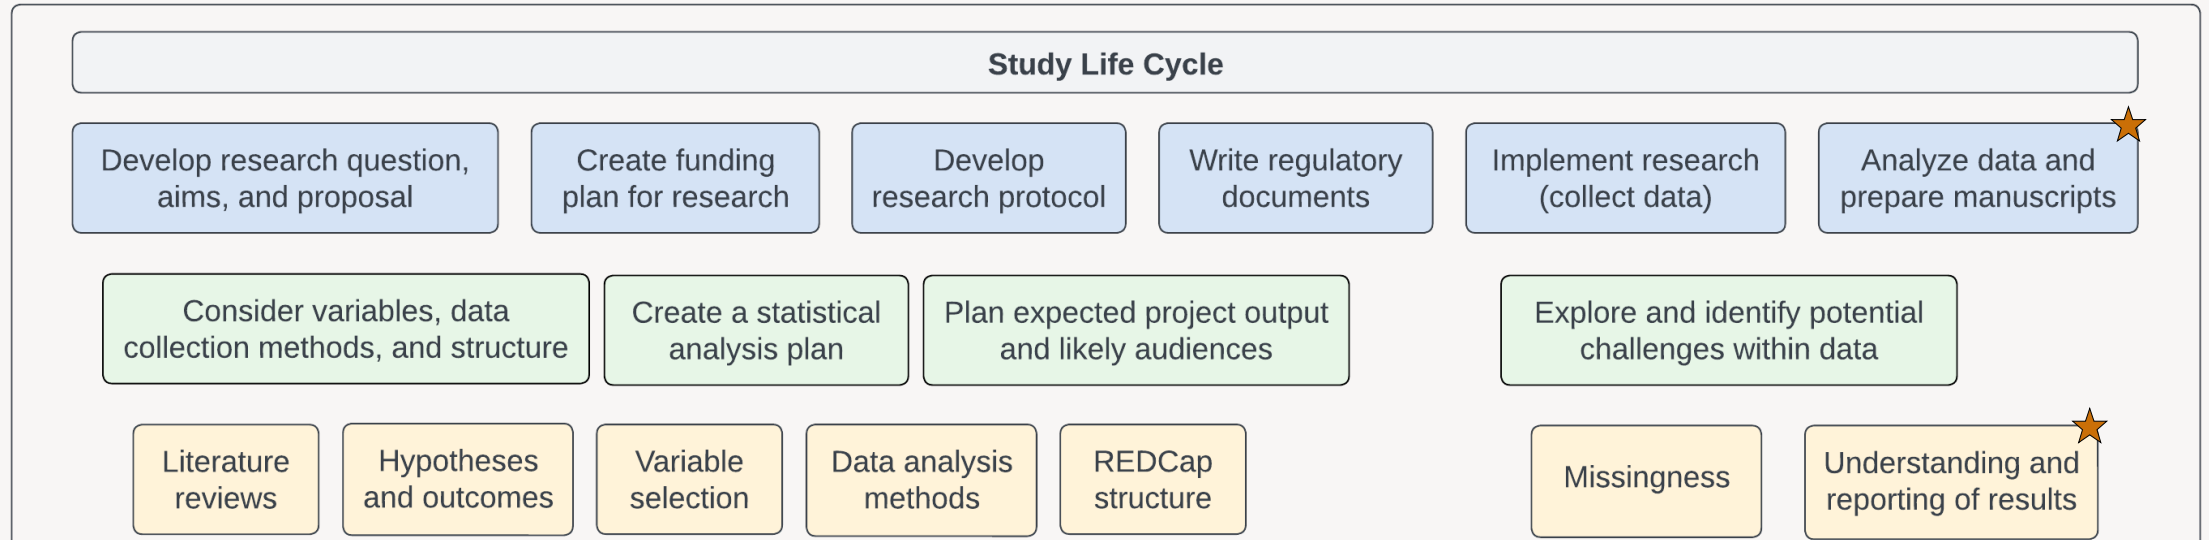 Study Life Cycle
Develop research question,
aims, and proposal
Create funding
plan for research
Develop
research protocol
Write regulatory
documents
Implement research
(collect data)
Analyze data and
prepare manuscripts
Consider variables, data
collection methods, and structure
Create a statistical
analysis plan
Plan expected project output
and likely audiences
Explore and identify potential
challenges within data
Literature
reviews
Hypotheses
and outcomes
Variable
selection
Data analysis
methods
REDCap
structure
Missingness
Understanding and
reporting of results